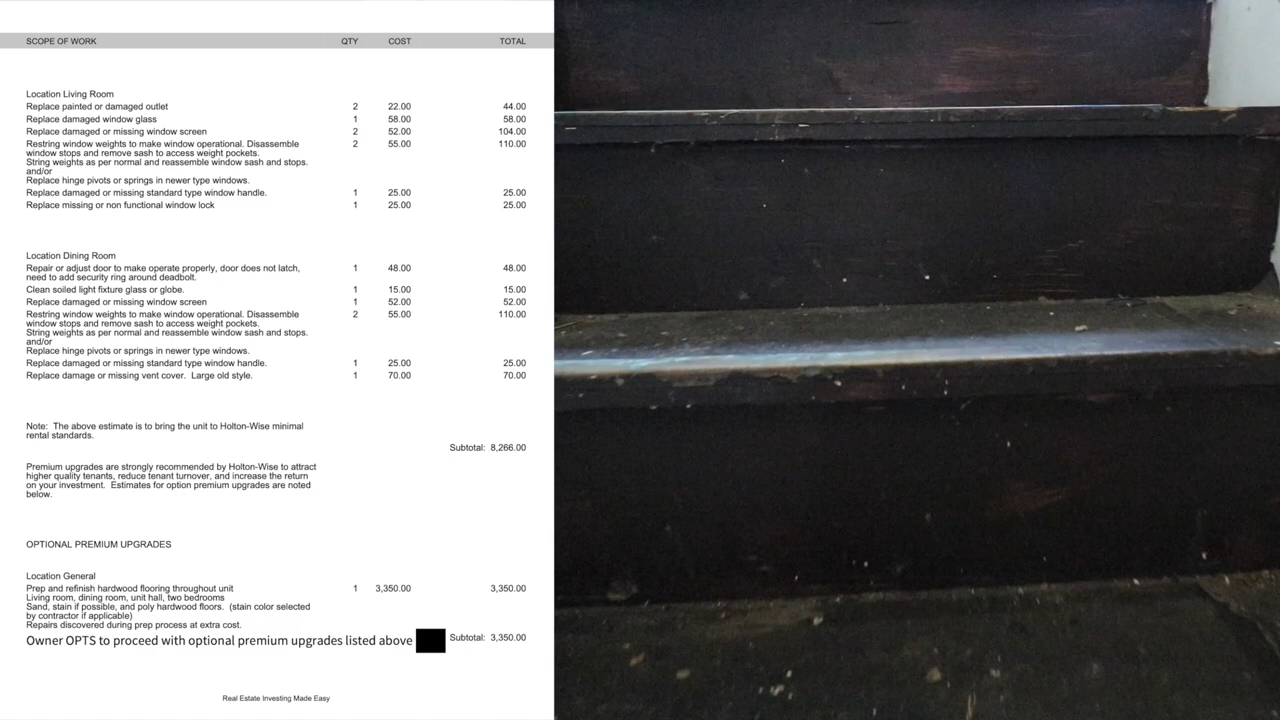 SCOPE OF WORK QTY COST TOTAL
Location Living Room
Replace painted or damaged outlet 2 22.00 44.00
Replace damaged window glass 1 58.00 58.00
Replace damaged or missing window screen 2 52.00 104.00
Restring window weights to make window operational. Disassemble 2 55.00 110.00
window stops and remove sash to access weight pockets.
String weights as per normal and reassemble window sash and stops.
and/or
Replace hinge pivots or springs in newer type windows.
Replace damaged or missing standard type window handle. 1 25.00 25.00
Replace missing or non functional window lock 1 25.00 25.00
Location Dining Room
Repair or adjust door to make operate properly, door does not latch, 1 48.00 48.00
need to add security ring around deadbolt.
Clean soiled light fixture glass or globe. 1 15.00 15.00
Replace damaged or missing window screen 1 52.00 52.00
Restring window weights to make window operational. Disassemble 2 55.00 110.00
window stops and remove sash to access weight pockets.
String weights as per normal and reassemble window sash and stops.
and/or
Replace hinge pivots or springs in newer type windows.
Replace damaged or missing standard type window handle. 1 25.00 25.00
Replace damage or missing vent cover. Large old style. 1 70.00 70.00
Note: The above estimate is to bring the unit to Holton-Wise minimal
rental standards.
Subtotal: 8,266.00
Premium upgrades are strongly recommended by Holton-Wise to attract
higher quality tenants, reduce tenant turnover, and increase the return
on your investment. Estimates for option premium upgrades are noted
below.
OPTIONAL PREMIUM UPGRADES
Location General
Prep and refinish hardwood flooring throughout unit 1 3,350.00 3,350.00
Living room, dining room, unit hall, two bedrooms
Sand, stain if possible, and poly hardwood floors. (stain color selected
by contractor if applicable)
Repairs discovered during prep process at extra cost.
Owner OPTS to proceed with optional premium upgrades listed above Subtotal: 3,350.00
Real Estate Investing Made Easy